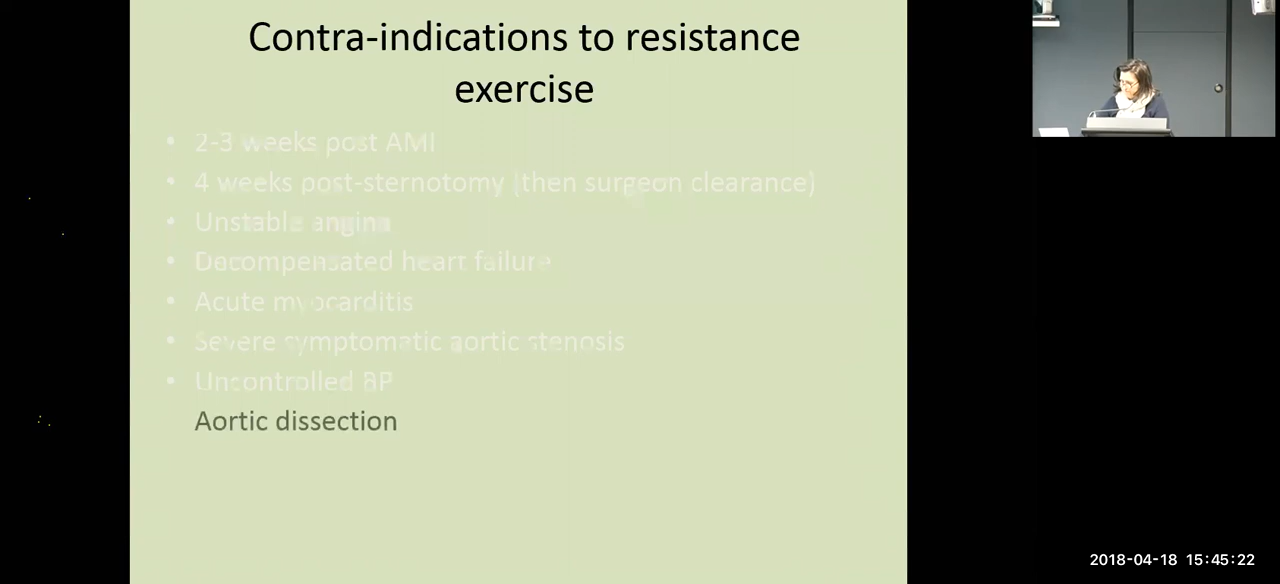 Contra-indications to resistance
exercise
• 2-3 weeks post AMI
• 4 weeks post-sternotomy (then surgeon clearance)
• Unstable angina
• Decompensated heart failure
• Acute myocarditis
• Severe symptomatic aortic stenosis
• Uncontrolled BP
Aortic dissection
2018-04-18 15:45:22